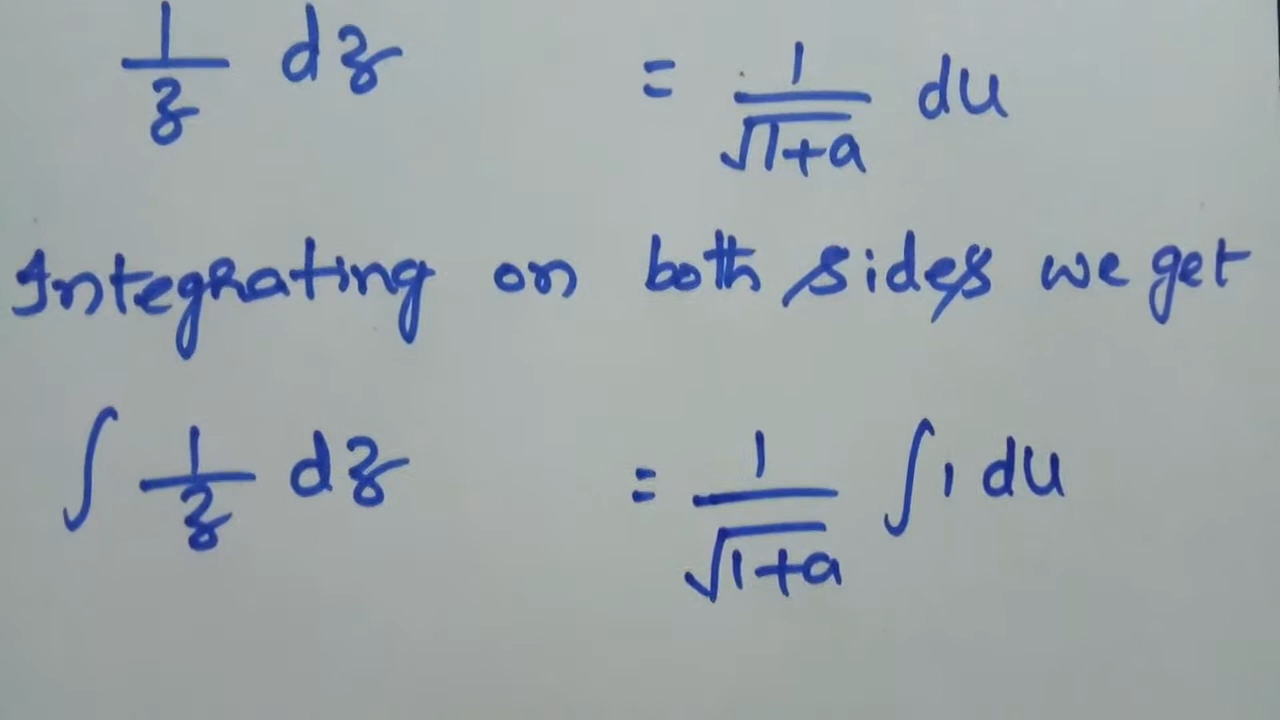 1/z dz = 1/√1+a du
Integrating on both sides we get
∫ 1/z dz = 1/√1+a ∫ 1 du